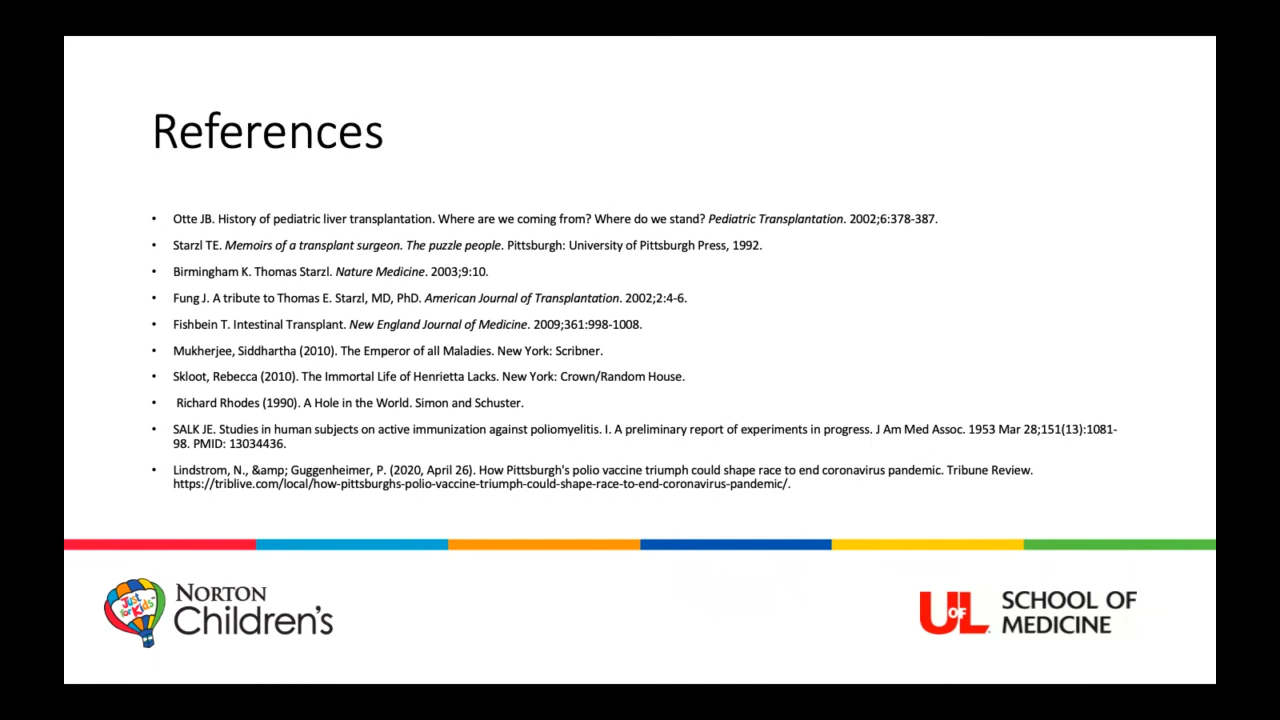 References
• Otte JB. History of pediatric liver transplantation. Where are we coming from? Where do we stand? Pediatric Transplantation. 2002;6:378-387.
• Starzl TE. Memoirs of a transplant surgeon. The puzzle people. Pittsburgh: University of Pittsburgh Press, 1992.
• Birmingham K. Thomas Starzl. Nature Medicine. 2003;9:10.
• Fung J. A tribute to Thomas E. Starzl, MD, PhD. American Journal of Transplantation. 2002;2:4-6.
• Fishbein T. Intestinal Transplant. New England Journal of Medicine. 2009;361:998-1008.
• Mukherjee, Siddhartha (2010). The Emperor of all Maladies. New York: Scribner.
• Skloot, Rebecca (2010). The Immortal Life of Henrietta Lacks. New York: Crown/Random House.
• Richard Rhodes (1990). A Hole in the World. Simon and Schuster.
• SALK JE. Studies in human subjects on active immunization against poliomyelitis. I. A preliminary report of experiments in progress. J Am Med Assoc. 1953 Mar 28;151(13):1081-
98. PMID: 13034436.
• Lindstrom, N., &amp; Guggenheimer, P. (2020, April 26). How Pittsburgh's polio vaccine triumph could shape race to end coronavirus pandemic. Tribune Review.
https://triblive.com/local/how-pittsburghs-polio-vaccine-triumph-could-shape-race-to-end-coronavirus-pandemic/.
Just
for Kids
NORTON
Children's
UOFL
SCHOOL OF
MEDICINE